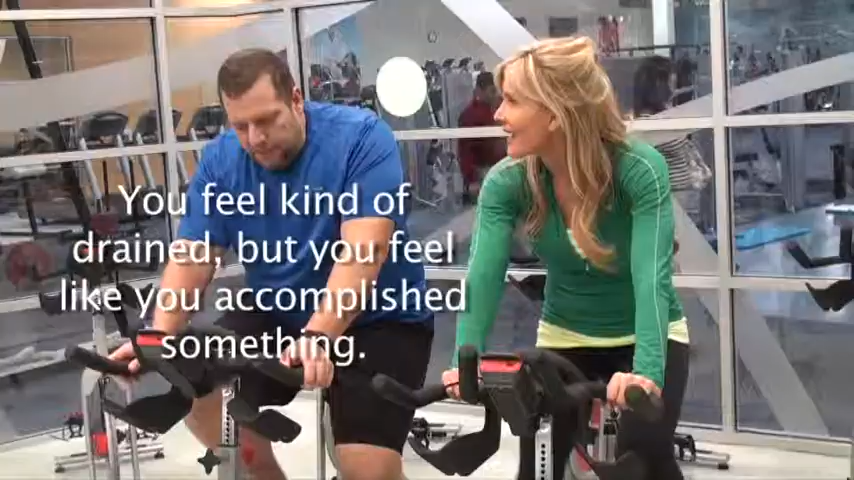 You feel kind of
drained, but you feel
like you accomplished
something.